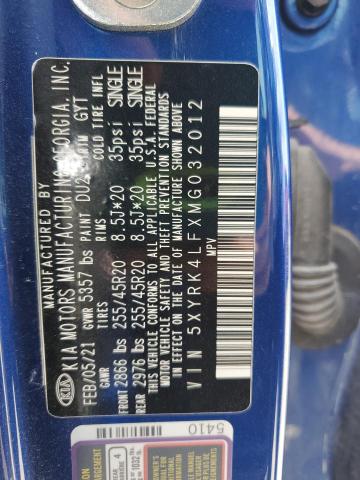 MANUFACTURED BY
KIA MOTORS MANUFACTURING GEORGIA, INC.
KIA
FEB/05/21 GVWR 5357 lbs PAINT GYT
GAWR TIRES RIMS COLD TIRE INFL
FRONT 2866 lbs 255/45R20 8.5J*20 35psi SINGLE
REAR 2976 lbs 255/45R20 8.5J*20 35psi SINGLE
THIS VEHICLE CONFORMS TO ALL APPLICABLE U.S.A. FEDERAL
MOTOR VEHICLE SAFETY AND THEFT PREVENTION STANDARDS
IN EFFECT ON THE DATE OF MANUFACTURE SHOWN ABOVE.
VIN 5XYRK4LFXMG032012
MPV
5410